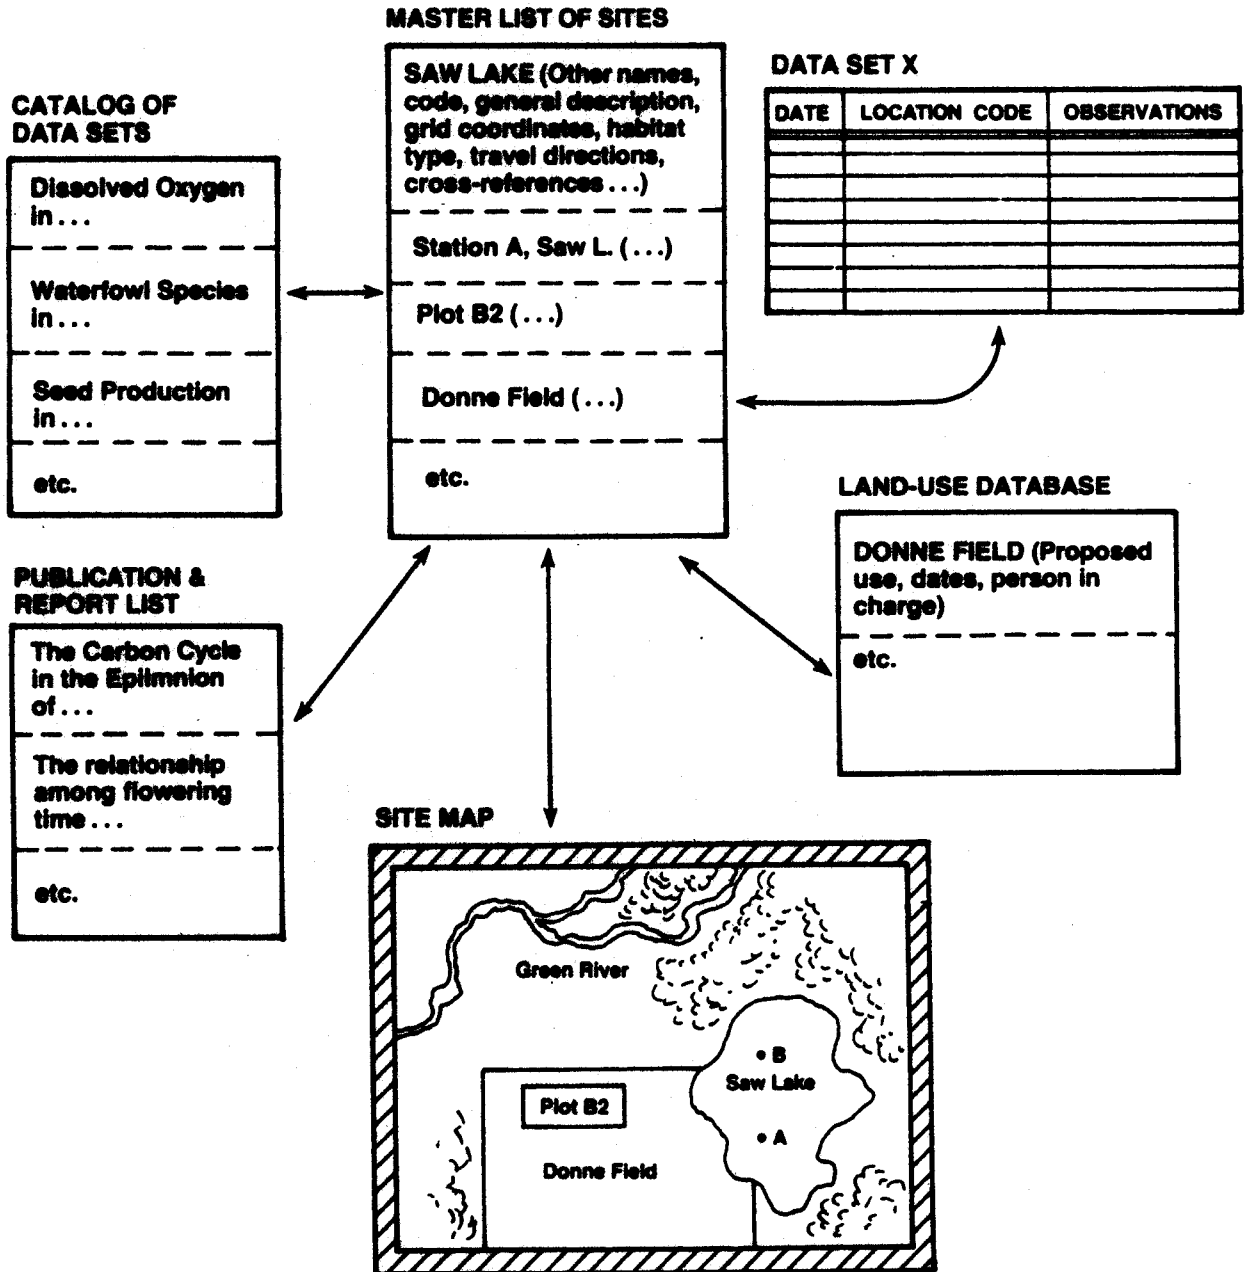 MASTER LIST OF SITES
SAW LAKE (Other names,
code, general description,
grid coordinates, habitat
type, travel directions,
cross-references . . .)
Station A, Saw L. (. . .)
Plot B2 (. . .)
Donne Field (. . .)
etc.
DATA SET X
DATE LOCATION CODE OBSERVATIONS
CATALOG OF
DATA SETS
Dissolved Oxygen
in . . .
Waterfowl Species
in . . .
Seed Production
in . . .
etc.
LAND-USE DATABASE
DONNE FIELD (Proposed
use, dates, person in
charge)
etc.
PUBLICATION &
REPORT LIST
The Carbon Cycle
in the Epilimnion
of . . .
The relationship
among flowering
time . . .
etc.
SITE MAP
Green River
B
Saw Lake
A
Plot B2
Donne Field